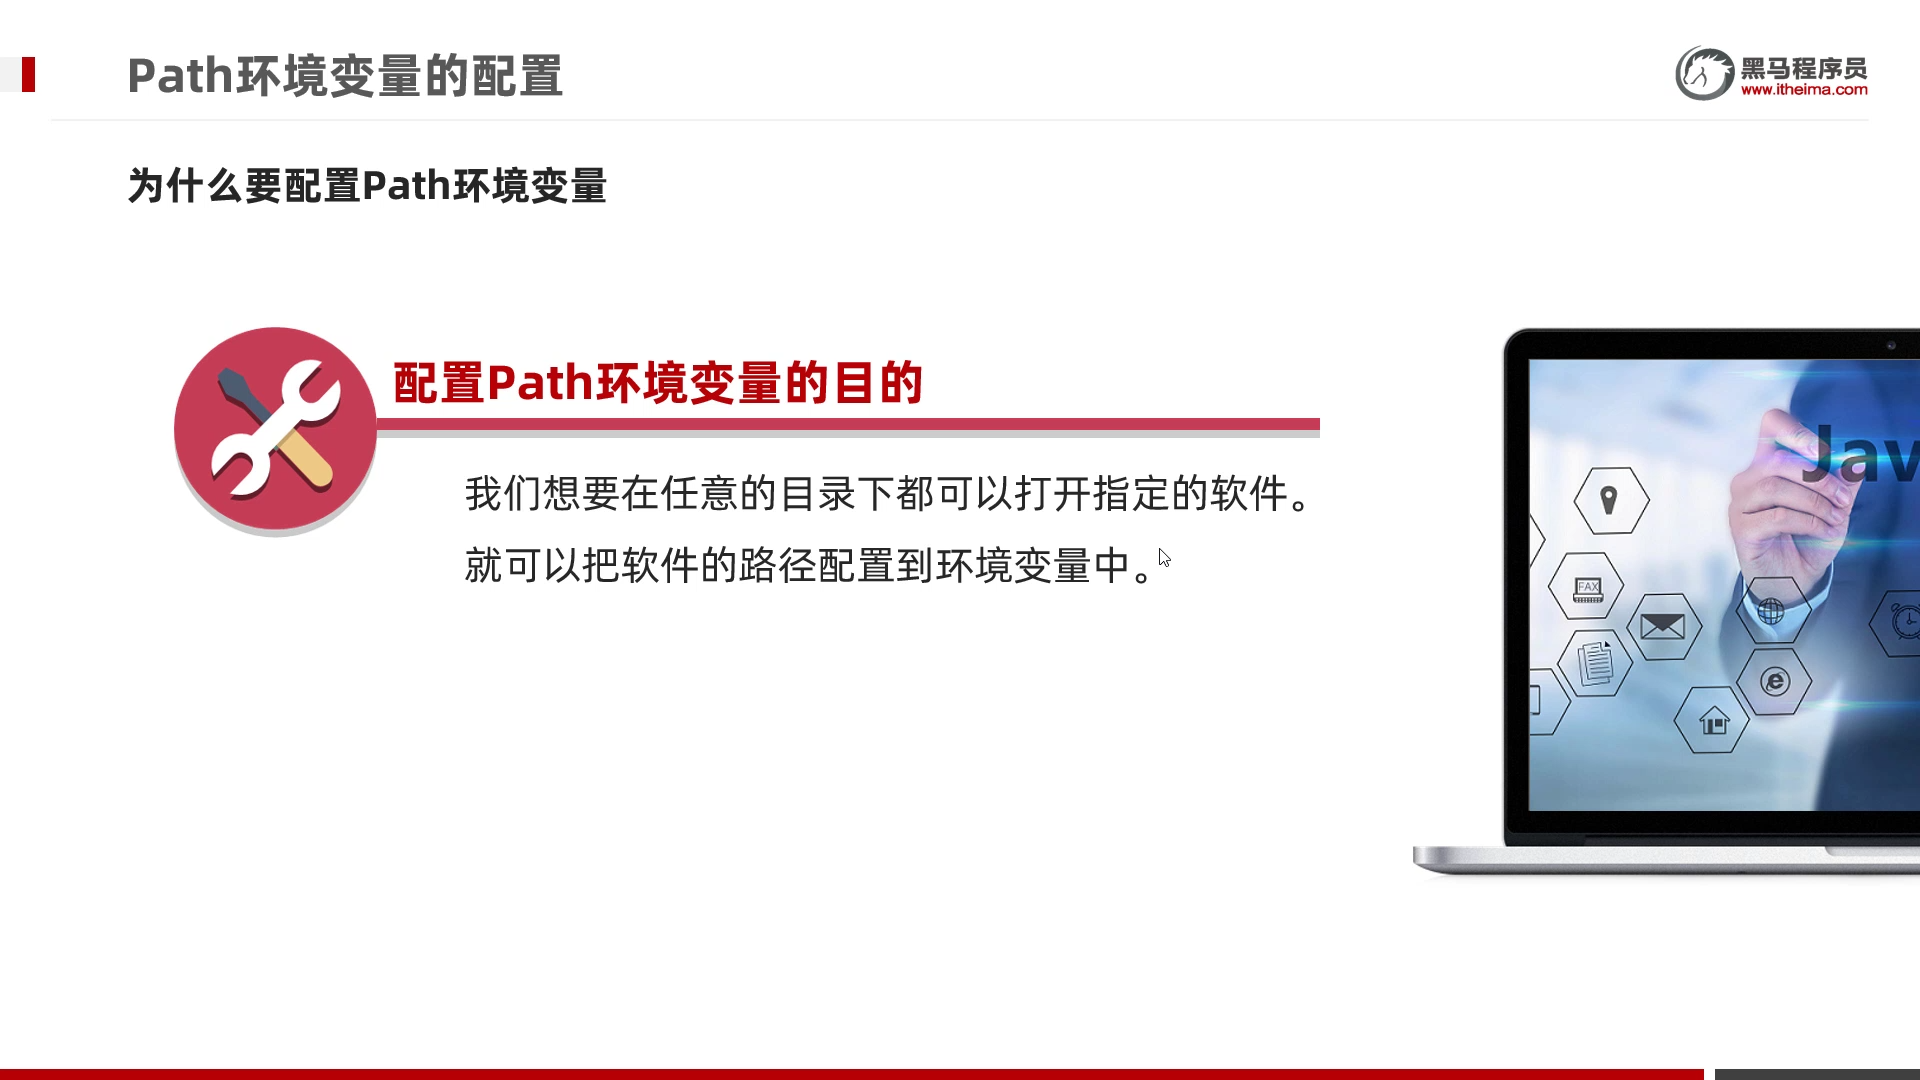 Path环境变量的配置
黑马程序员
www.itheima.com
为什么要配置Path环境变量
配置Path环境变量的目的
我们想要在任意的目录下都可以打开指定的软件。
就可以把软件的路径配置到环境变量中。
Jav
FAX